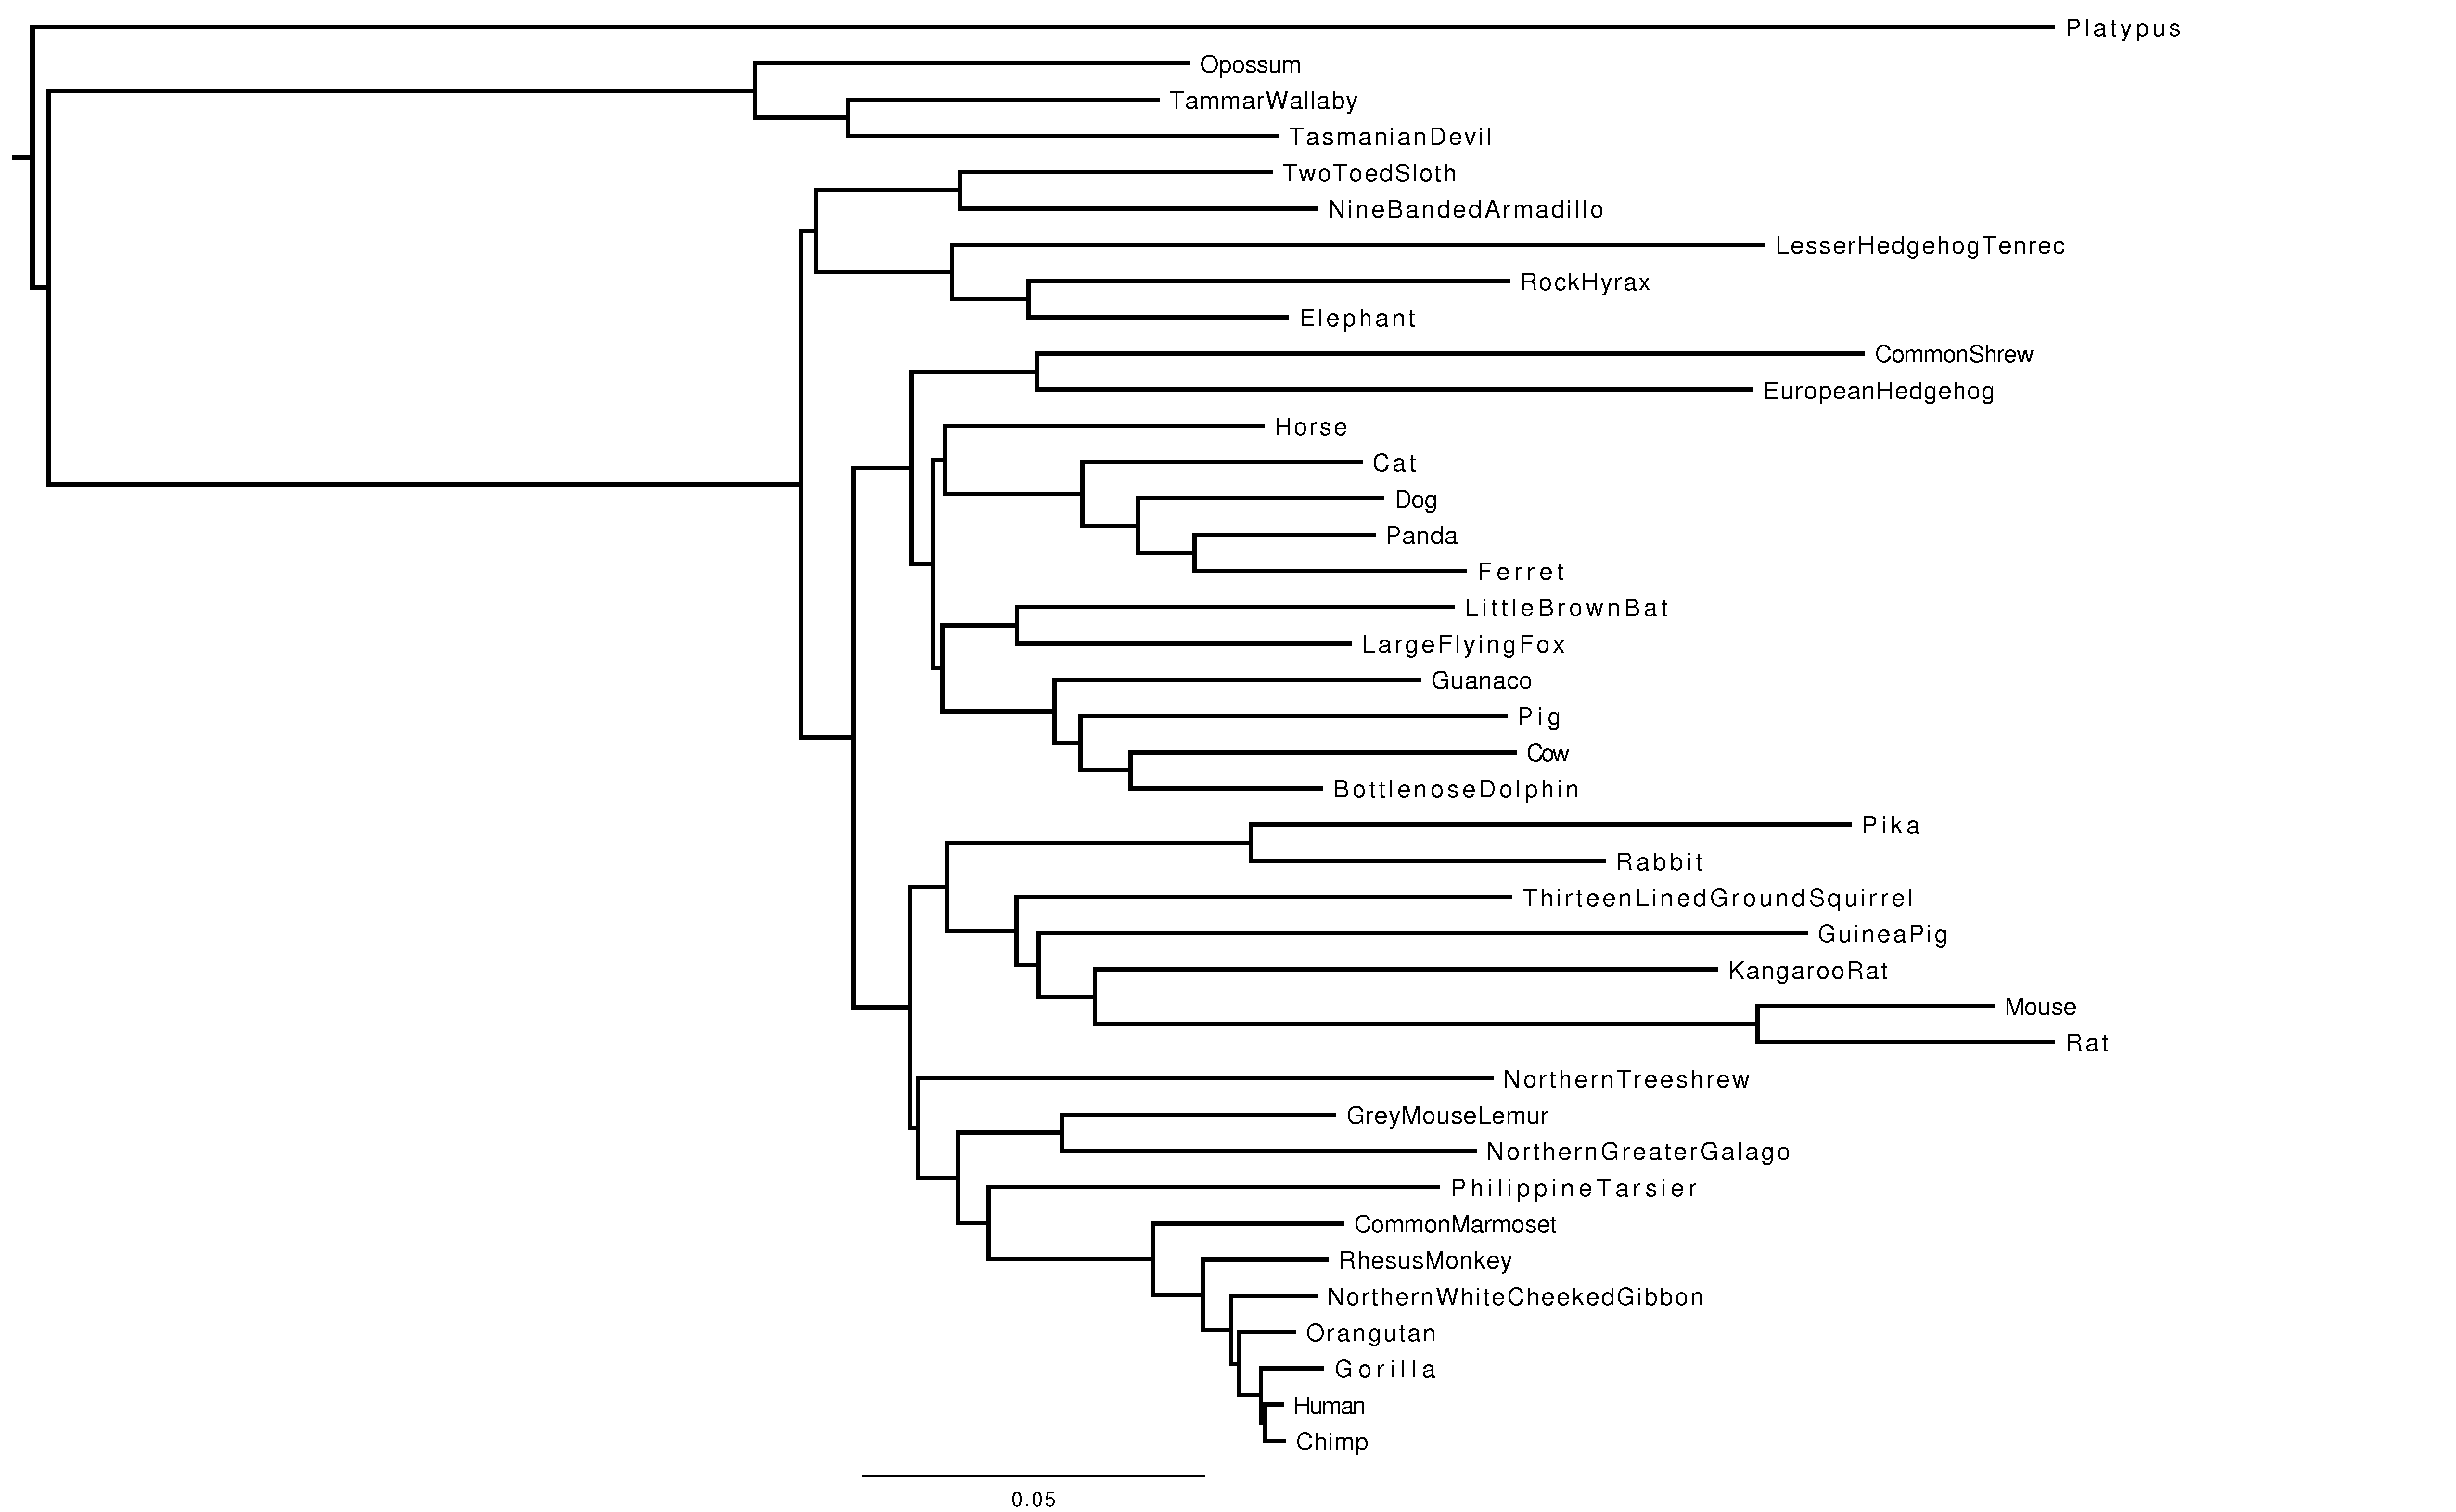 Platypus
Opossum
TammarWallaby
TasmanianDevil
TwoToedSloth
NineBandedArmadillo
LesserHedgehogTenrec
RockHyrax
Elephant
CommonShrew
EuropeanHedgehog
Horse
Cat
Dog
Panda
Ferret
LittleBrownBat
LargeFlyingFox
Guanaco
Pig
Cow
BottlenoseDolphin
Pika
Rabbit
ThirteenLinedGroundSquirrel
GuineaPig
KangarooRat
Mouse
Rat
NorthernTreeshrew
GreyMouseLemur
NorthernGreaterGalago
PhilippineTarsier
CommonMarmoset
RhesusMonkey
NorthernWhiteCheekedGibbon
Orangutan
Gorilla
Human
Chimp
0.05